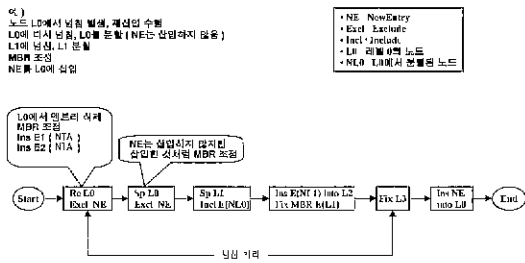 예 )
노드 L0에서 넘침 발생, 재삽입 수행
L0에 다시 넘침, L0를 분할 ( NE는 삽입하지 않음 )
L1에 넘침, L1 분할
MBR 조정
NE를 L0에 삽입
• NE NewEntry
• Excl Exclude
• Incl Include
• L0 레벨 0의 노드
• NL0 L0에서 분할된 노드
L0에서 엔트리 삭제
MBR 조정
Ins E1 ( NTA )
Ins E2 ( NTA )
NE는 삽입하지 않지만
삽입한 것처럼 MBR 조정
Start
Re L0
Excl NE
Sp L0
Excl NE
Sp L1
Incl E[NL0]
Ins E(NL1) into L2
Fix MBR E(L1)
Fix L3
Ins NE
into L0
End
넘침 처리